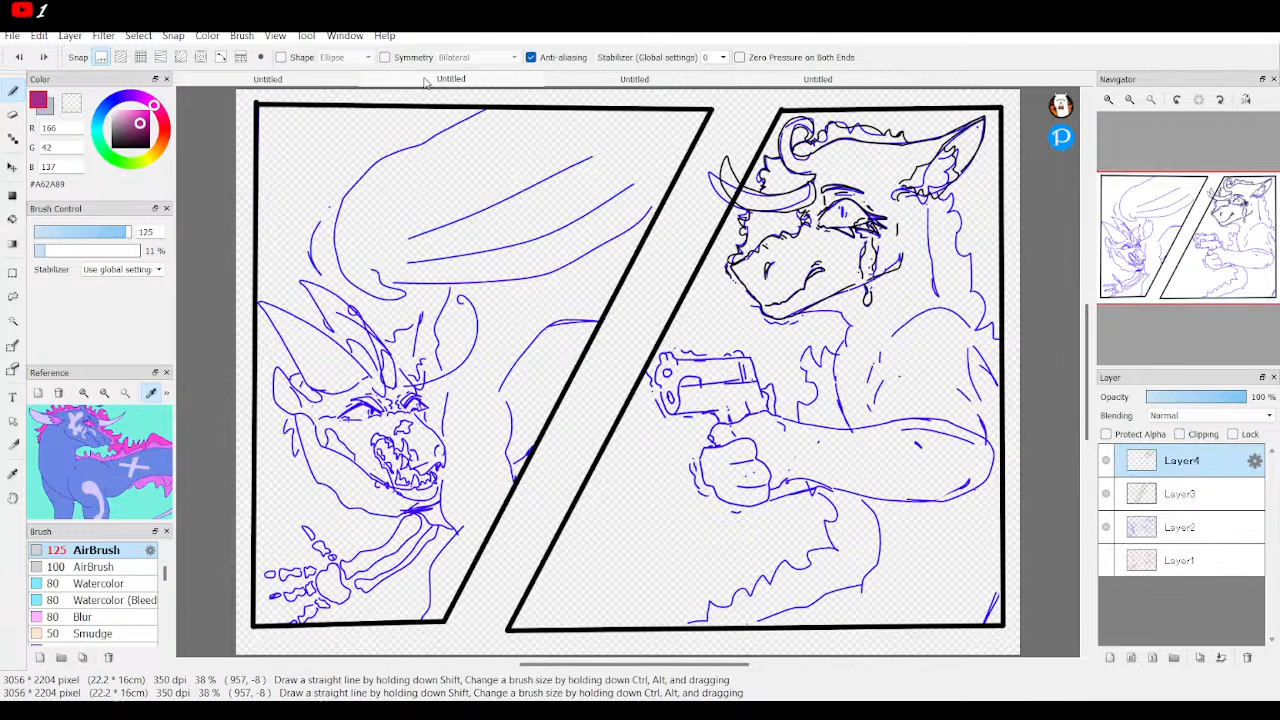 1
Edit Layer Filter Select Snap Color Brush View Tool Window Help
Snap Shape Ellipse Symmetry Bilateral Anti-aliasing Stabilizer (Global settings) 0 Zero Pressure on Both Ends
Color
Untitled Untitled Untitled Untitled
Navigator
R 166
G 42
B 137
#A62A89
Brush Control
125
11 %
Stabilizer Use global setting
Reference
Layer
Opacity 100 %
Blending Normal
Protect Alpha Clipping Lock
Layer4
Layer3
Layer2
Layer1
Brush
125 AirBrush
100 AirBrush
80 Watercolor
80 Watercolor (Bleed
80 Blur
50 Smudge
3056 * 2204 pixel (22.2 * 16cm) 350 dpi 38 % ( 957, -8 ) Draw a straight line by holding down Shift, Change a brush size by holding down Ctrl, Alt, and dragging
3056 * 2204 pixel (22.2 * 16cm) 350 dpi 38 % ( 957, -8 ) Draw a straight line by holding down Shift, Change a brush size by holding down Ctrl, Alt, and dragging